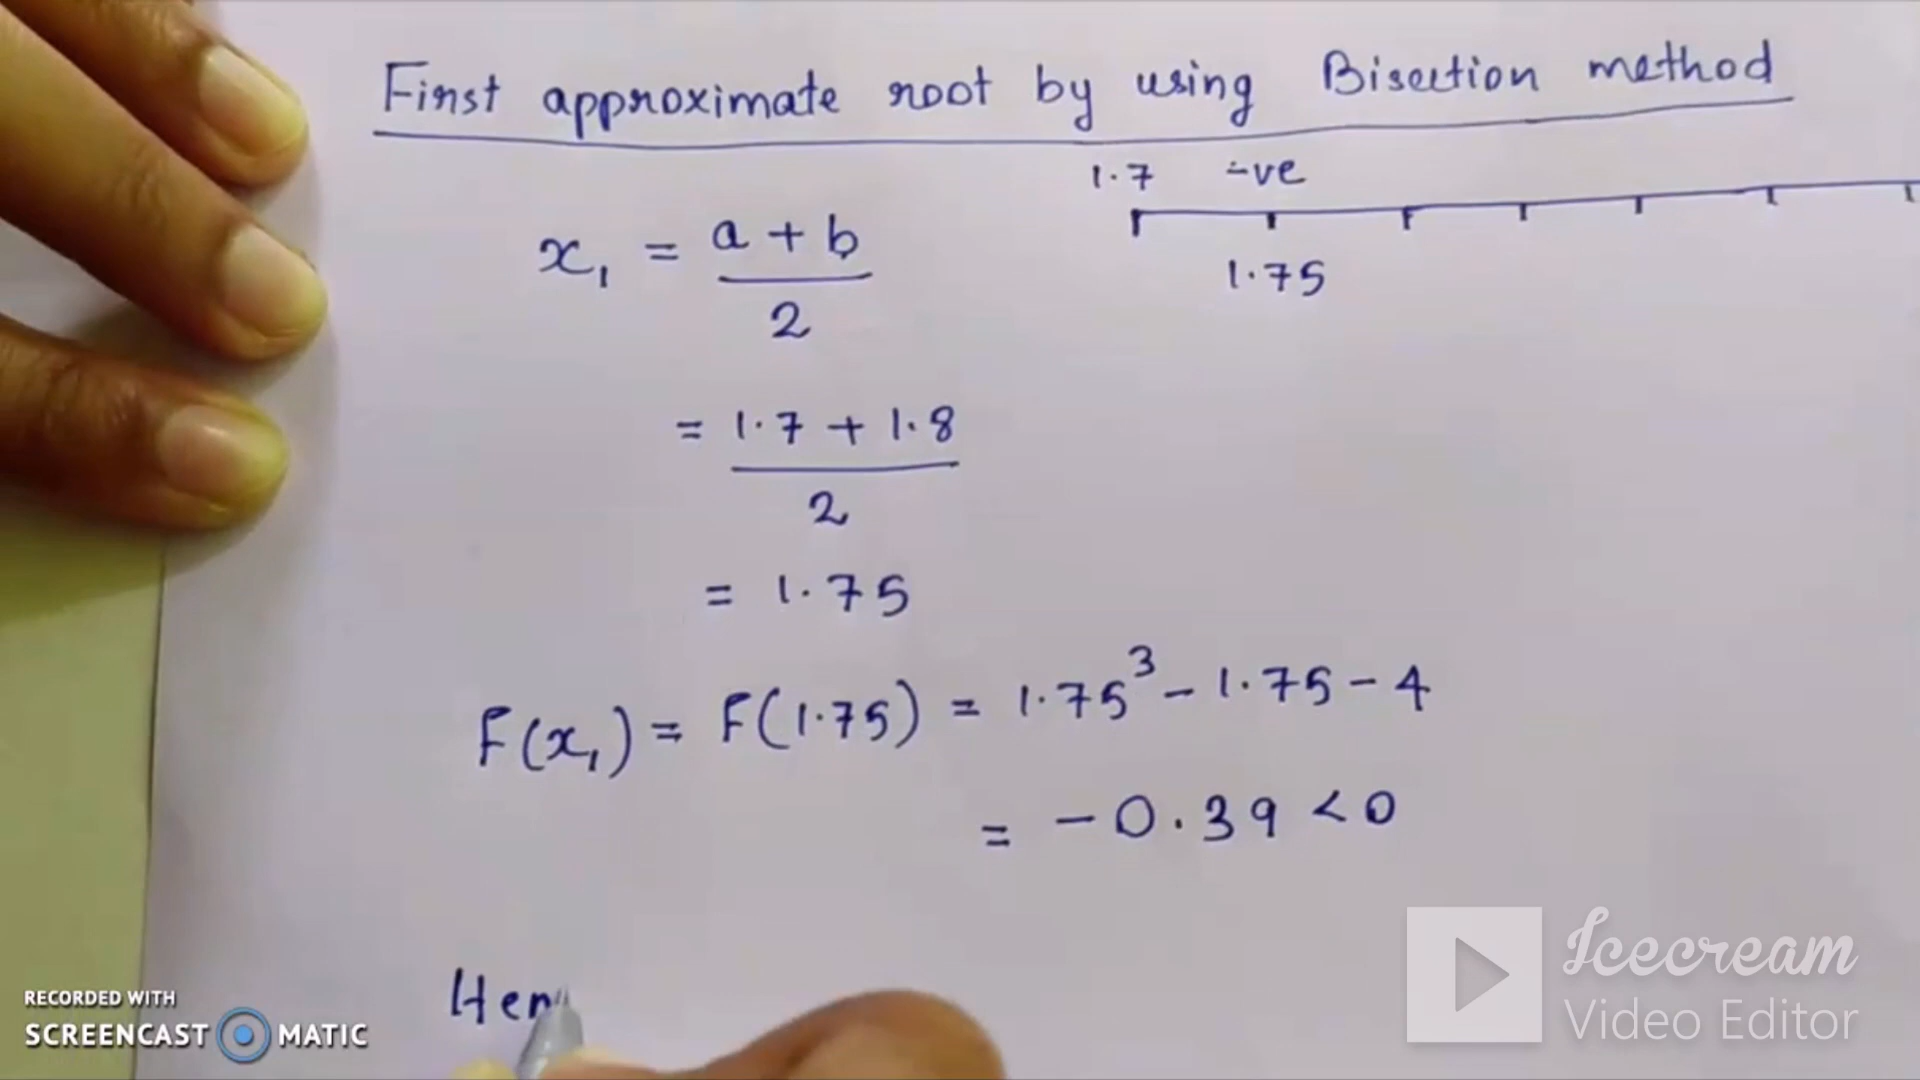 First approximate root by using Bisection method
1.7 -ve
x₁ = a + b
2
1.75
= 1.7 + 1.8
2
= 1.75
F(x₁) = F(1.75) = 1.75³ - 1.75 - 4
= -0.39 < 0
Hen
RECORDED WITH
SCREENCAST MATIC
Icecream
Video Editor